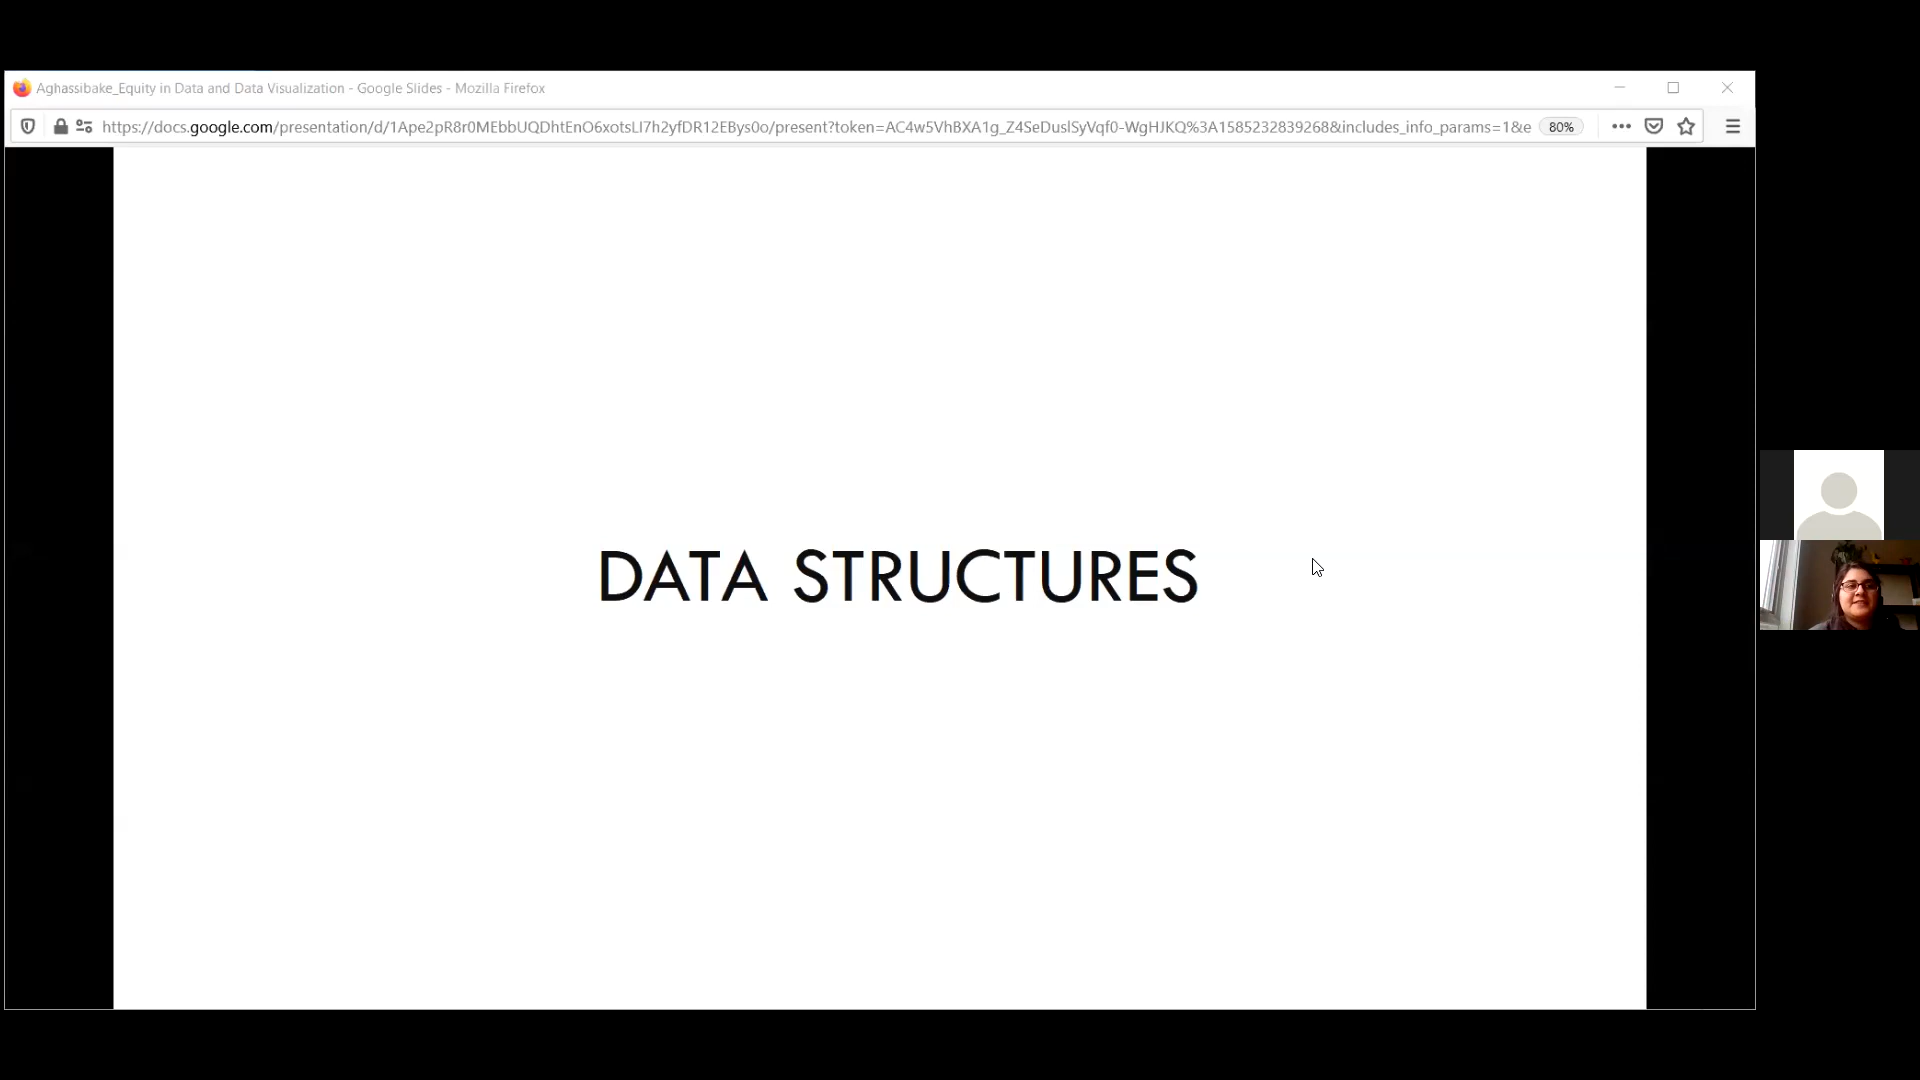 Aghassibake_Equity in Data and Data Visualization - Google Slides - Mozilla Firefox
https://docs.google.com/presentation/d/1Ape2pR8r0MEbbUQDhtEnO6xotsLI7h2yfDR12EBys0o/present?token=AC4w5VhBXA1g_Z4SeDuslSyVqf0-WgHJKQ%3A1585232839268&includes_info_params=1&e 80%
DATA STRUCTURES